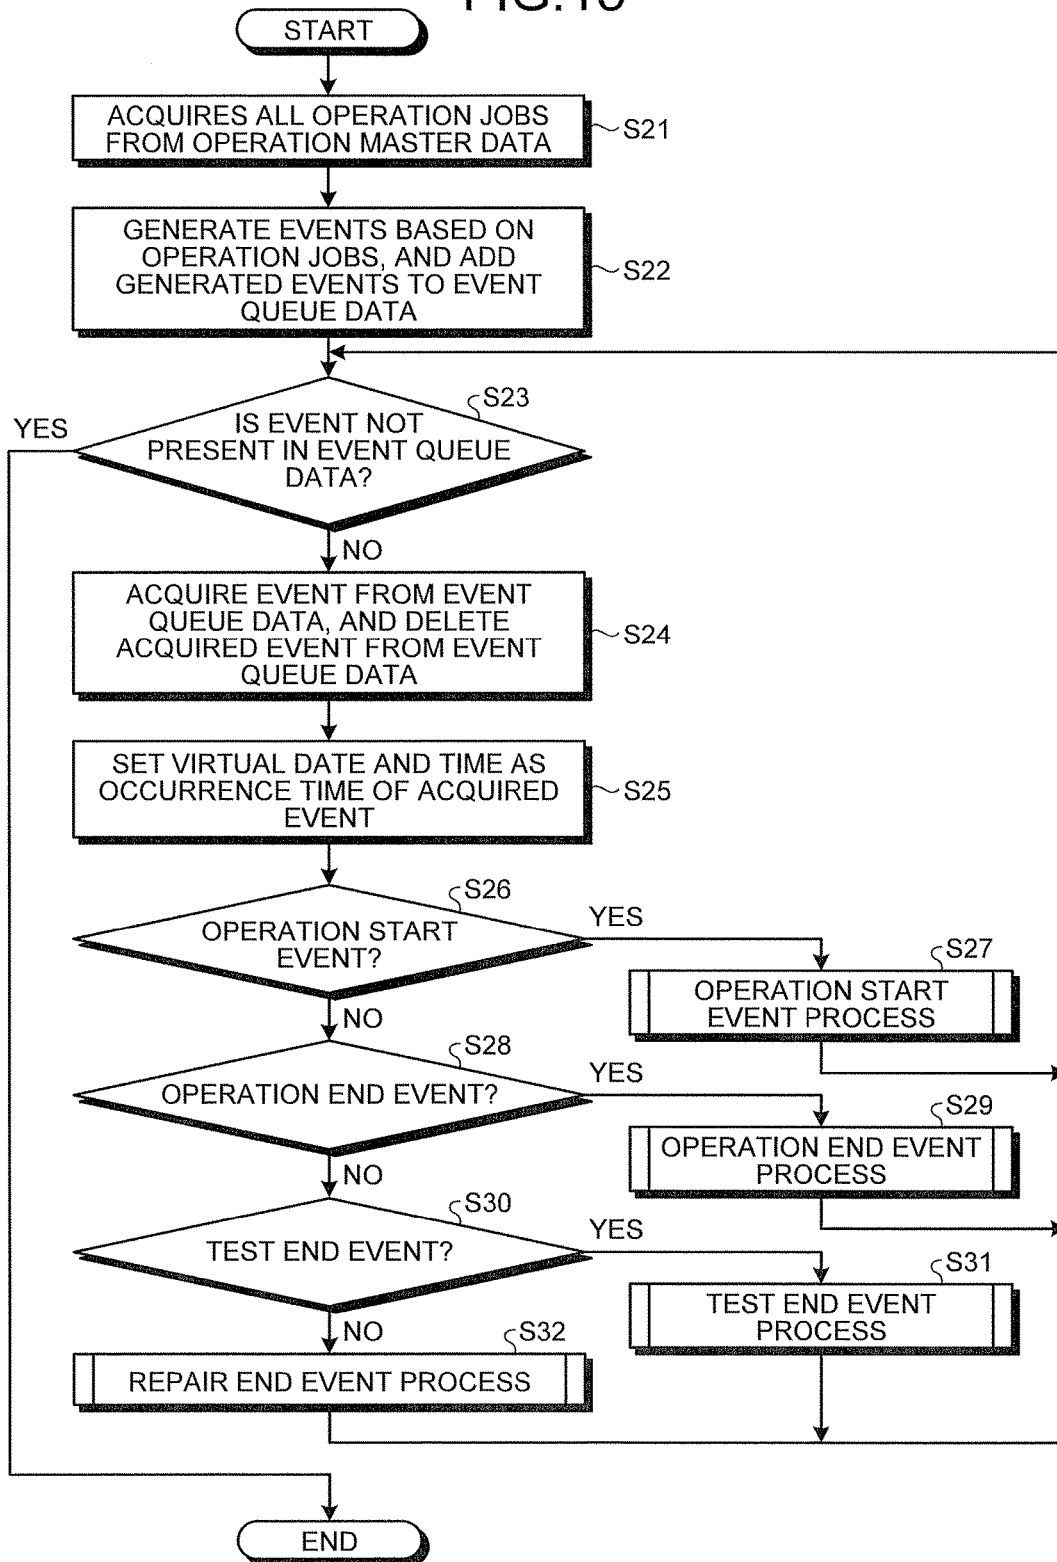 START
ACQUIRES ALL OPERATION JOBS
FROM OPERATION MASTER DATA
S21
GENERATE EVENTS BASED ON
OPERATION JOBS, AND ADD
GENERATED EVENTS TO EVENT
QUEUE DATA
S22
S23
YES
IS EVENT NOT
PRESENT IN EVENT QUEUE
DATA?
NO
ACQUIRE EVENT FROM EVENT
QUEUE DATA, AND DELETE
ACQUIRED EVENT FROM EVENT
QUEUE DATA
S24
SET VIRTUAL DATE AND TIME AS
OCCURRENCE TIME OF ACQUIRED
EVENT
S25
S26
OPERATION START
EVENT?
YES
S27
OPERATION START
EVENT PROCESS
NO
S28
OPERATION END EVENT?
YES
S29
OPERATION END EVENT
PROCESS
NO
S30
TEST END EVENT?
YES
S31
TEST END EVENT
PROCESS
NO
S32
REPAIR END EVENT PROCESS
END